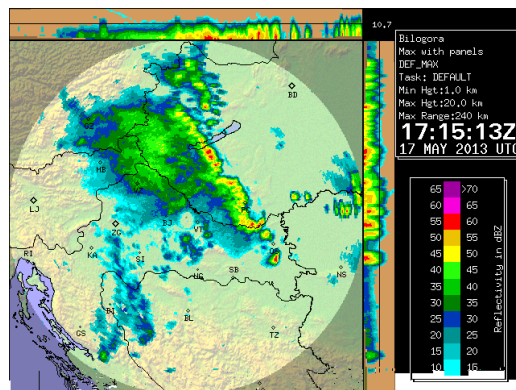 10.7
Bilogora
Max with panels
DEF_MAX
Task: DEFAULT
Min Hgt:1.0 km
Max Hgt:20.0 km
Max Range:240 km
17:15:13Z
17 MAY 2013 UTC
BD
MB
LJ
ZG
BJ
VT
KA
SI
RI
OS
NG
SB
NS
BI
GS
BL
TZ
65 >70
60 65
55 60
50 55
45 50
40 45
35 40
30 35
25 30
20 25
15 20
10 15
Reflectivity in dBZ